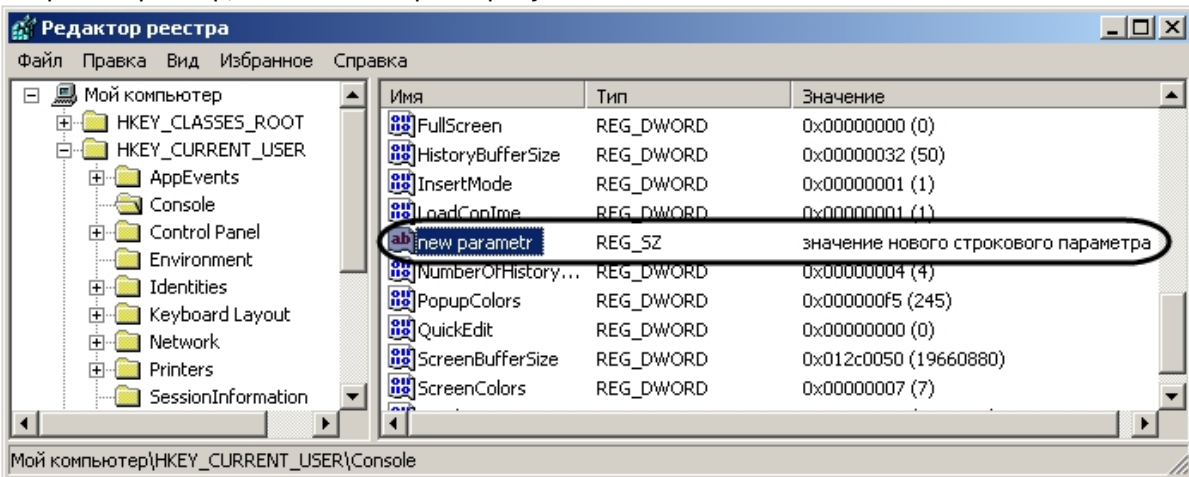 Редактор реестра
Файл Правка Вид Избранное Справка
Мой компьютер
HKEY_CLASSES_ROOT
HKEY_CURRENT_USER
AppEvents
Console
Control Panel
Environment
Identities
Keyboard Layout
Network
Printers
SessionInformation
Имя Тип Значение
FullScreen REG_DWORD 0x00000000 (0)
HistoryBufferSize REG_DWORD 0x00000032 (50)
InsertMode REG_DWORD 0x00000001 (1)
LoadConIme REG_DWORD 0x00000001 (1)
new parametr REG_SZ значение нового строкового параметра
NumberOfHistory... REG_DWORD 0x00000004 (4)
PopupColors REG_DWORD 0x000000f5 (245)
QuickEdit REG_DWORD 0x00000000 (0)
ScreenBufferSize REG_DWORD 0x012c0050 (19660880)
ScreenColors REG_DWORD 0x00000007 (7)
Мой компьютер\HKEY_CURRENT_USER\Console